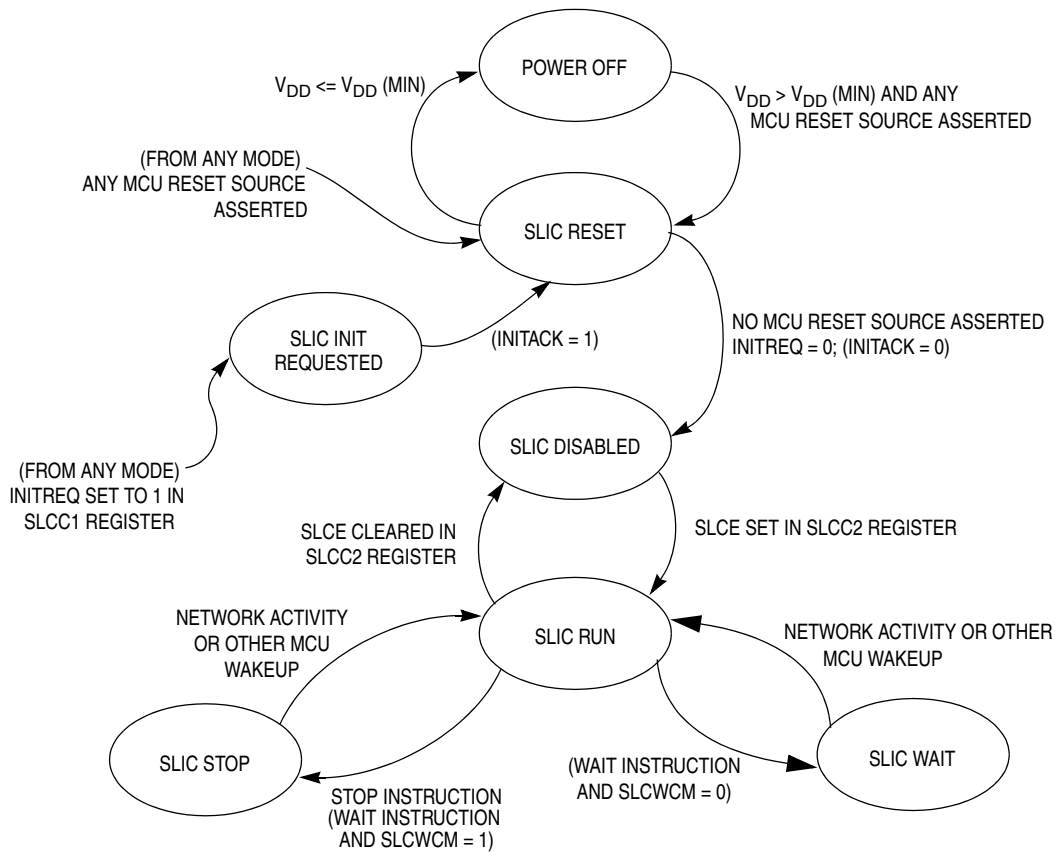 POWER OFF
VDD <= VDD (MIN)
VDD > VDD (MIN) AND ANY
MCU RESET SOURCE ASSERTED
(FROM ANY MODE)
ANY MCU RESET SOURCE
ASSERTED
SLIC RESET
SLIC INIT
REQUESTED
(INITACK = 1)
NO MCU RESET SOURCE ASSERTED
INITREQ = 0; (INITACK = 0)
(FROM ANY MODE)
INITREQ SET TO 1 IN
SLCC1 REGISTER
SLIC DISABLED
SLCE CLEARED IN
SLCC2 REGISTER
SLCE SET IN SLCC2 REGISTER
NETWORK ACTIVITY
OR OTHER MCU
WAKEUP
SLIC RUN
NETWORK ACTIVITY OR OTHER
MCU WAKEUP
SLIC STOP
STOP INSTRUCTION
(WAIT INSTRUCTION
AND SLCWCM = 1)
(WAIT INSTRUCTION
AND SLCWCM = 0)
SLIC WAIT